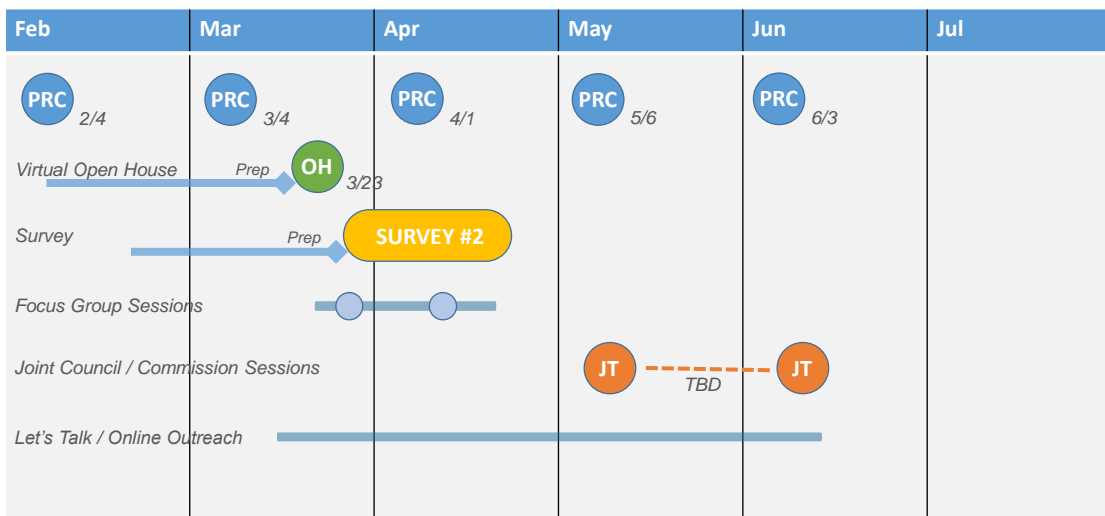 Feb Mar Apr May Jun Jul
PRC 2/4 PRC 3/4 PRC 4/1 PRC 5/6 PRC 6/3
Virtual Open House Prep OH 3/23
Survey Prep SURVEY #2
Focus Group Sessions
Joint Council / Commission Sessions JT TBD JT
Let's Talk / Online Outreach